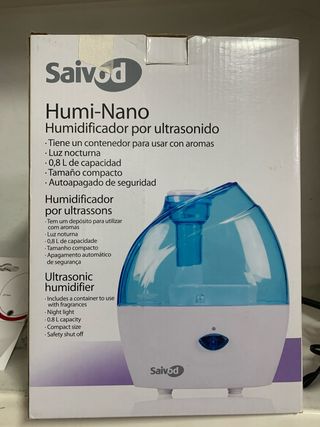 Saivod
Humi-Nano
Humidificador por ultrasonido
· Tiene un contenedor para usar con aromas
· Luz nocturna
· 0,8 L de capacidad
· Tamaño compacto
· Autoapagado de seguridad
Humidificador
por ultrassons
· Tem um depósito para utilizar
com aromas
· Luz noturna
· 0,8 L de capacidade
· Tamanho compacto
· Apagamento automático
de segurança
Ultrasonic
humidifier
· Includes a container to use
with fragrances
· Night light
· 0.8 L capacity
· Compact size
· Safety shut off
Saivod